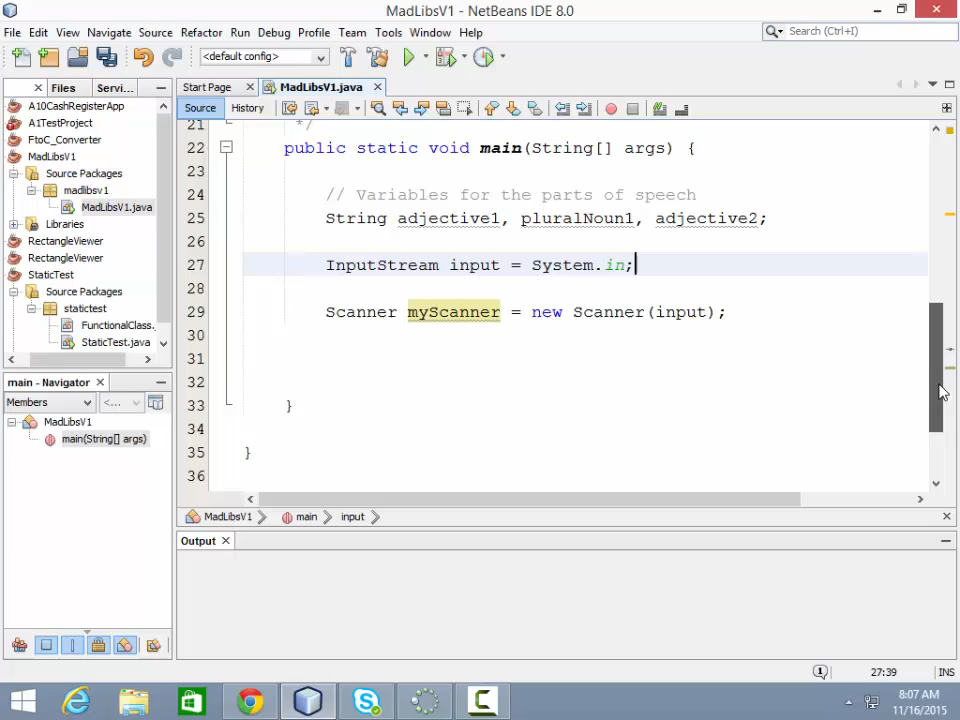 MadLibsV1 - NetBeans IDE 8.0
File Edit View Navigate Source Refactor Run Debug Profile Team Tools Window Help
Search (Ctrl+I)
<default config>
Files Servi...
Start Page MadLibsV1.java
Source History
A10CashRegisterApp
A1TestProject
FtoC_Converter
MadLibsV1
Source Packages
madlibsv1
MadLibsV1.java
Libraries
RectangleViewer
RectangleViewer
StaticTest
Source Packages
statictest
FunctionalClass.
StaticTest.java
21 */
22 public static void main(String[] args) {
23
24 // Variables for the parts of speech
25 String adjective1, pluralNoun1, adjective2;
26
27 InputStream input = System.in;
28
29 Scanner myScanner = new Scanner(input);
30
31
32
33 }
34
35 }
36
main - Navigator
Members <...
MadLibsV1
main(String[] args)
MadLibsV1 main input
Output
1 27:39 INS
8:07 AM
11/16/2015